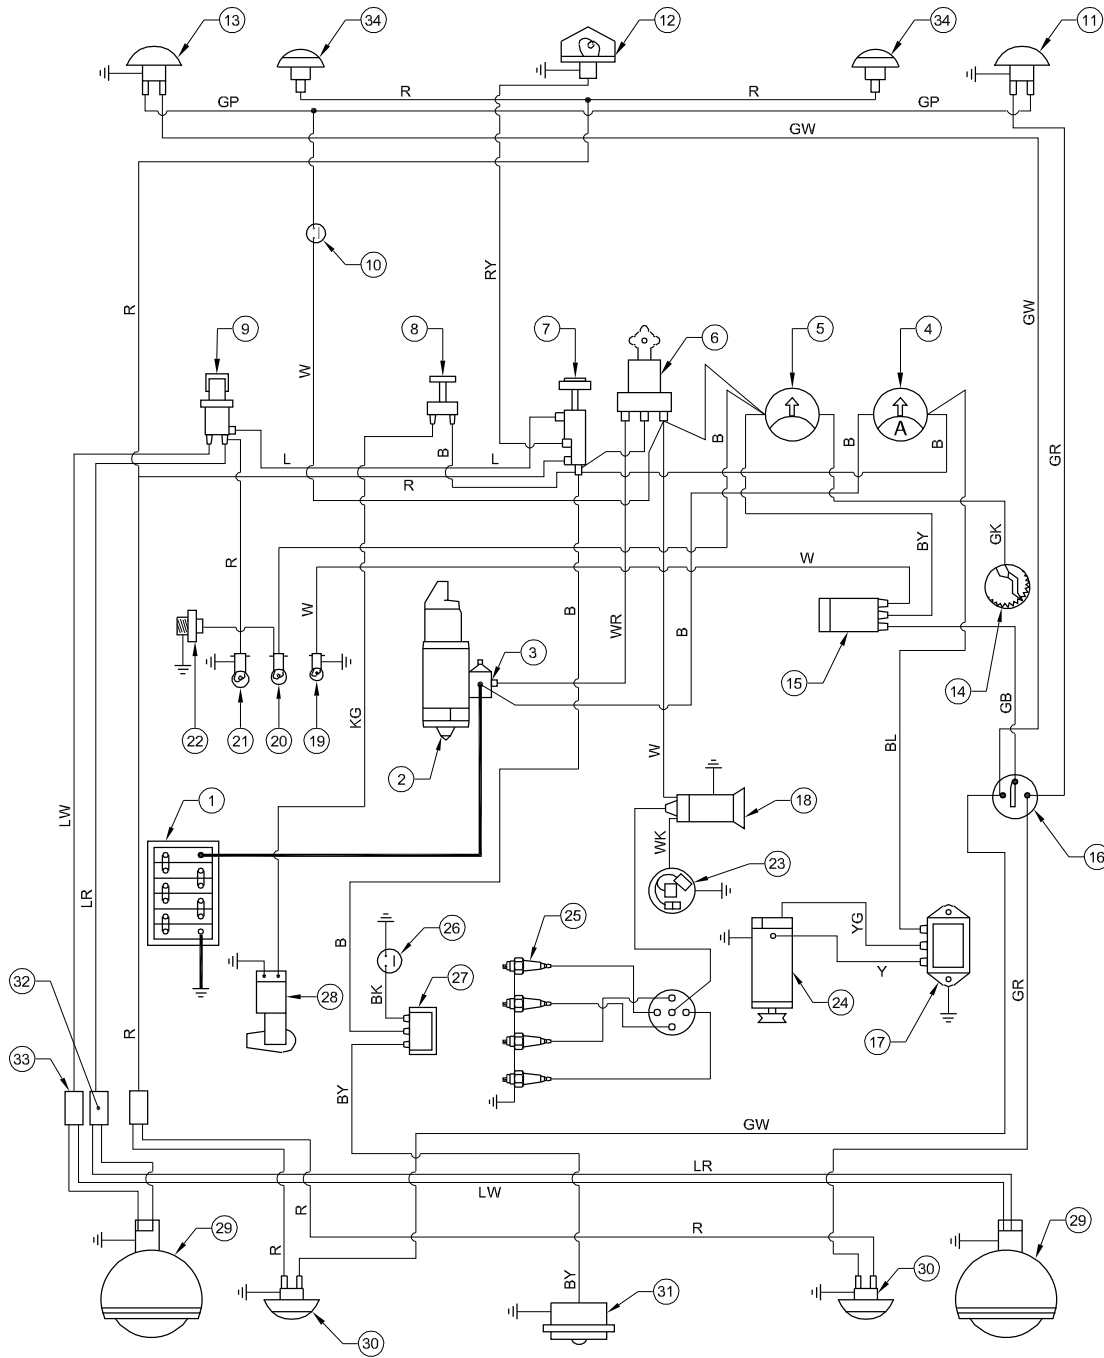 13
34
12
34
11
R
R
GP
GP
GW
10
RY
R
GW
9
8
7
6
5
4
W
A
B
B
B
B
GR
L
L
R
GK
BY
R
W
W
B
WR
B
3
15
14
GB
22
21
20
19
KG
2
BL
W
1
18
16
LW
WK
23
LR
25
B
26
YG
BK
27
Y
32
28
24
GR
17
R
33
BY
GW
LR
LW
29
R
R
29
R
BY
30
31
30